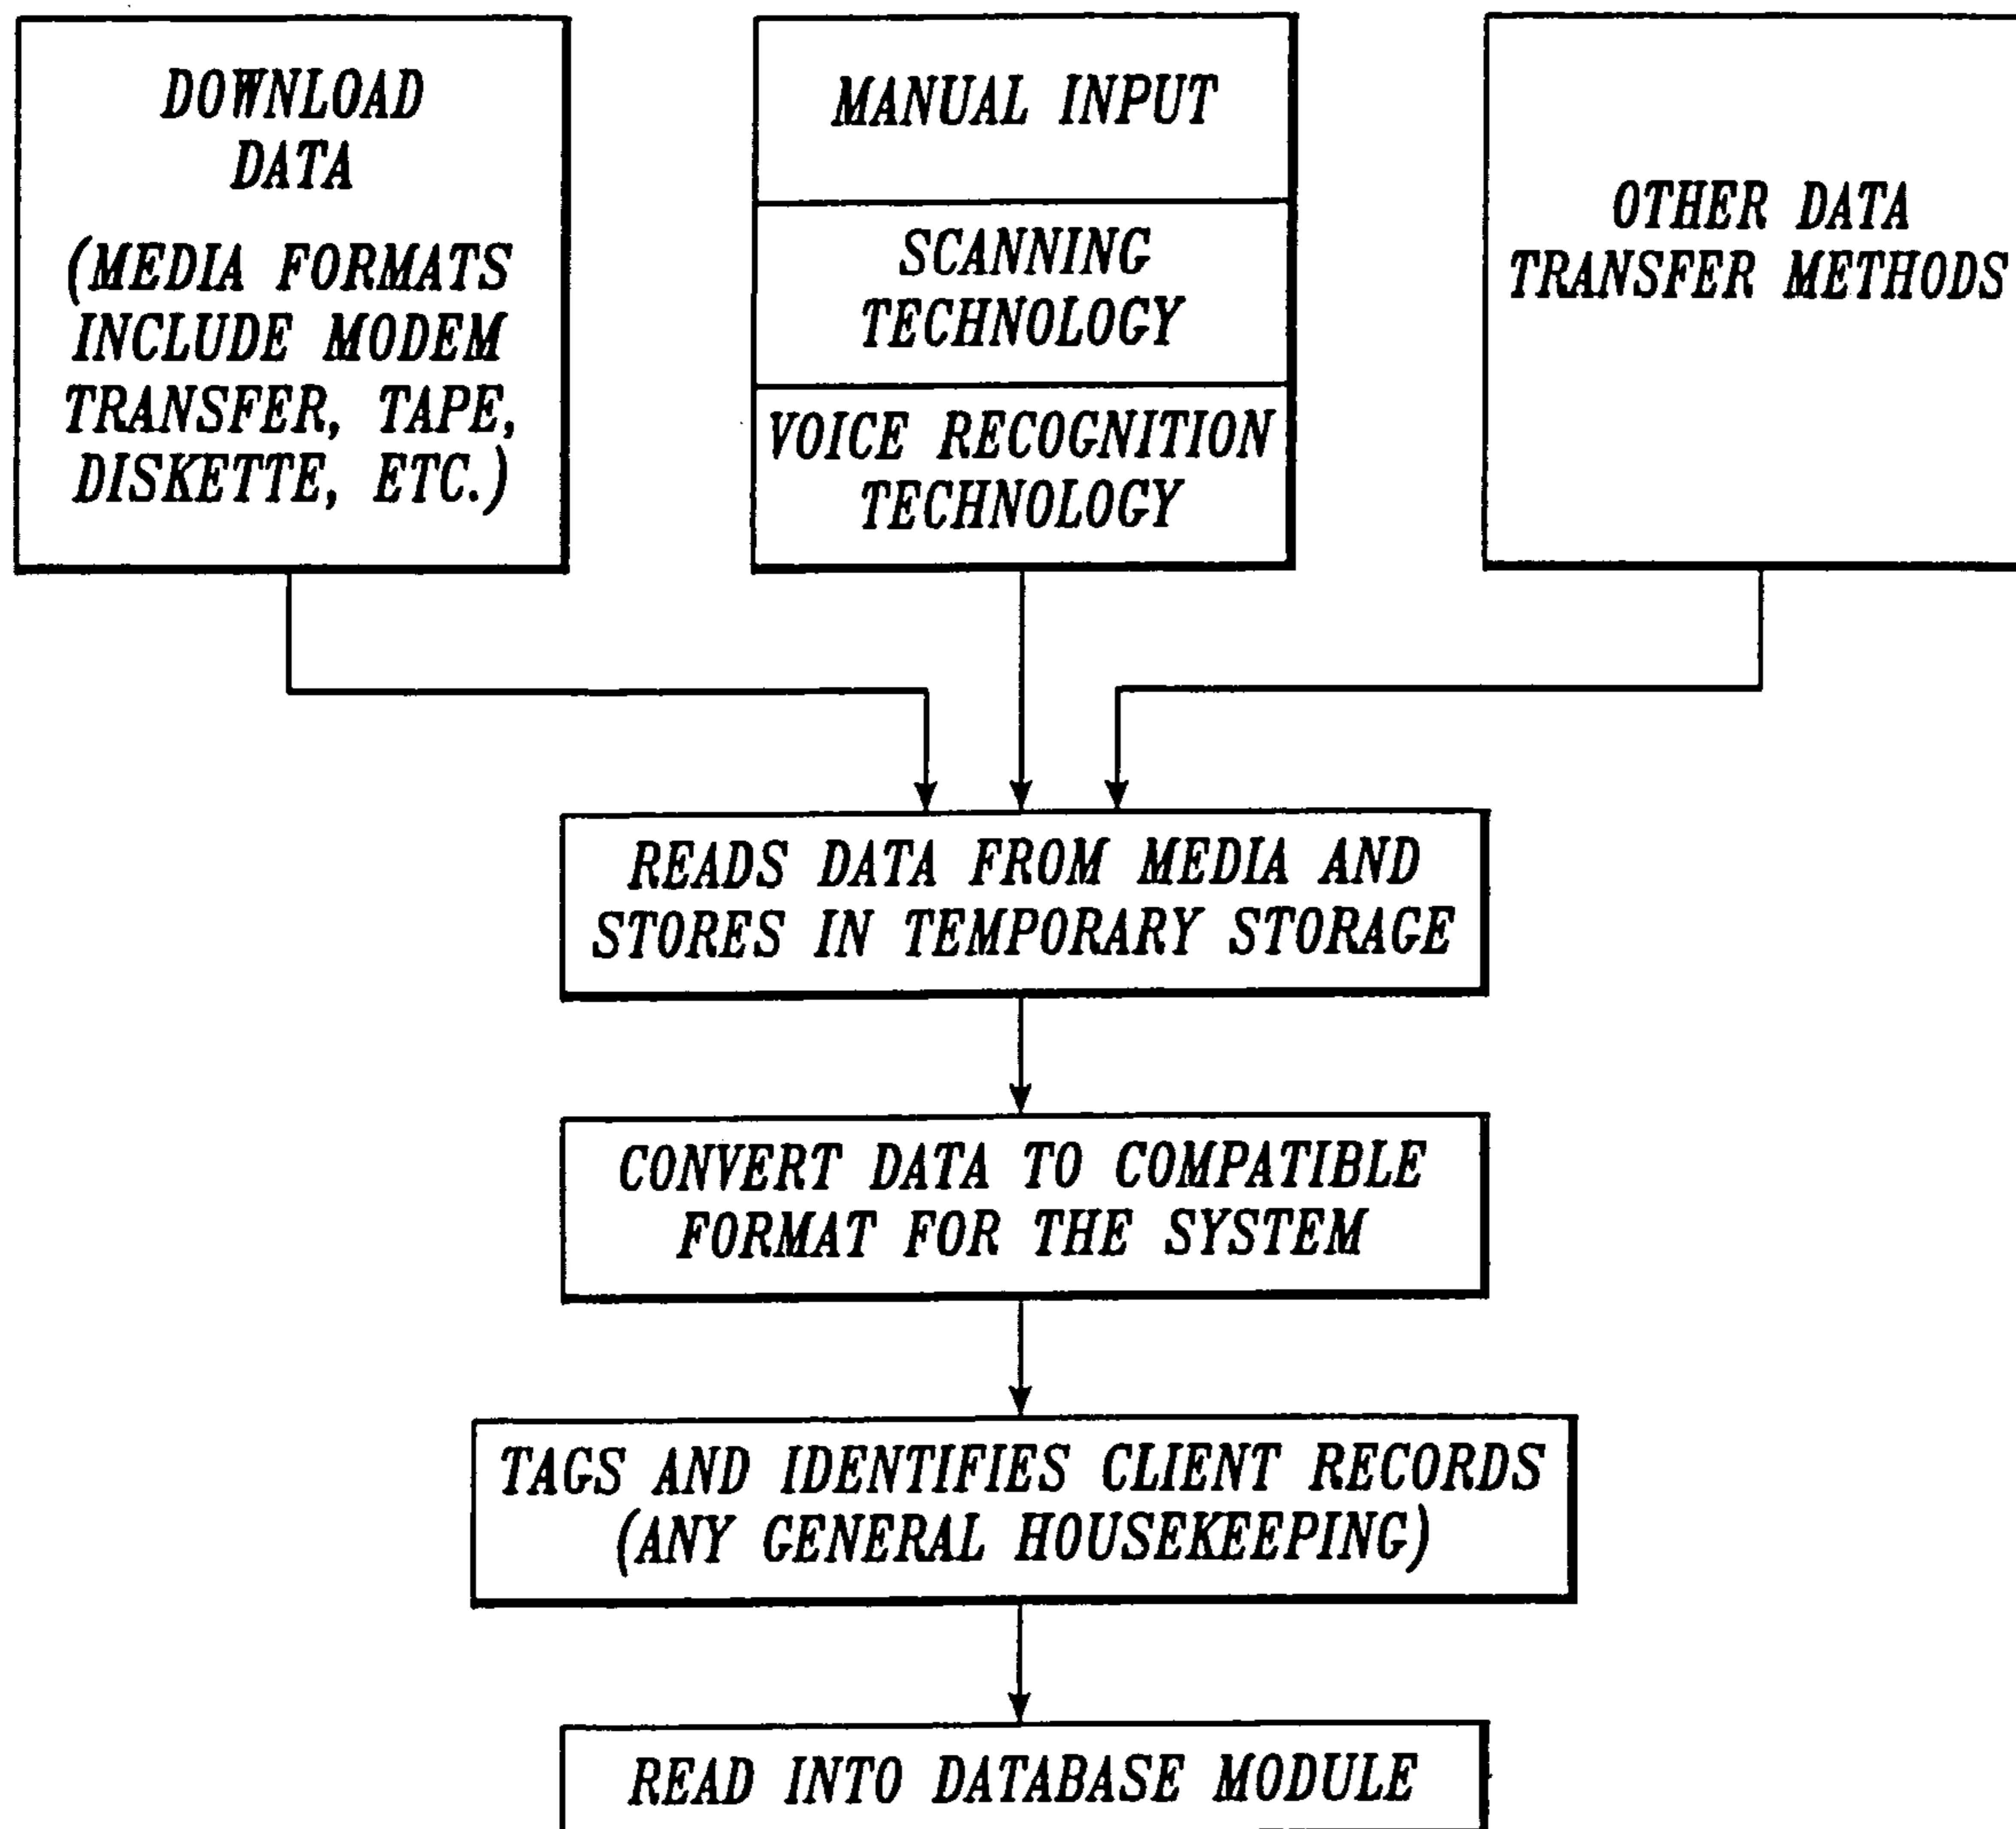 DOWNLOAD
DATA
(MEDIA FORMATS
INCLUDE MODEM
TRANSFER, TAPE,
DISKETTE, ETC.)
MANUAL INPUT
SCANNING
TECHNOLOGY
VOICE RECOGNITION
TECHNOLOGY
OTHER DATA
TRANSFER METHODS
READS DATA FROM MEDIA AND
STORES IN TEMPORARY STORAGE
CONVERT DATA TO COMPATIBLE
FORMAT FOR THE SYSTEM
TAGS AND IDENTIFIES CLIENT RECORDS
(ANY GENERAL HOUSEKEEPING)
READ INTO DATABASE MODULE